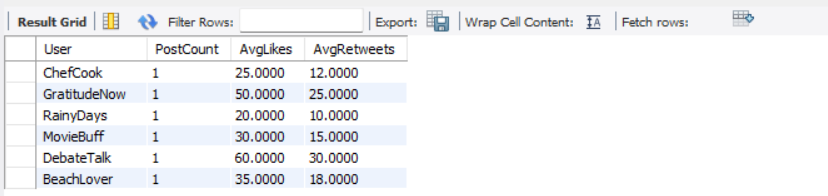 Result Grid Filter Rows: Export: Wrap Cell Content: IA Fetch rows:
User PostCount AvgLikes AvgRetweets
ChefCook 1 25.0000 12.0000
GratitudeNow 1 50.0000 25.0000
RainyDays 1 20.0000 10.0000
MovieBuff 1 30.0000 15.0000
DebateTalk 1 60.0000 30.0000
BeachLover 1 35.0000 18.0000